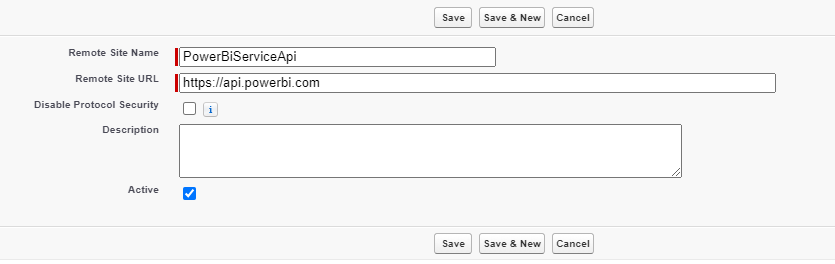 Save Save & New Cancel
Remote Site Name PowerBiServiceApi
Remote Site URL https://api.powerbi.com
Disable Protocol Security i
Description
Active
Save Save & New Cancel